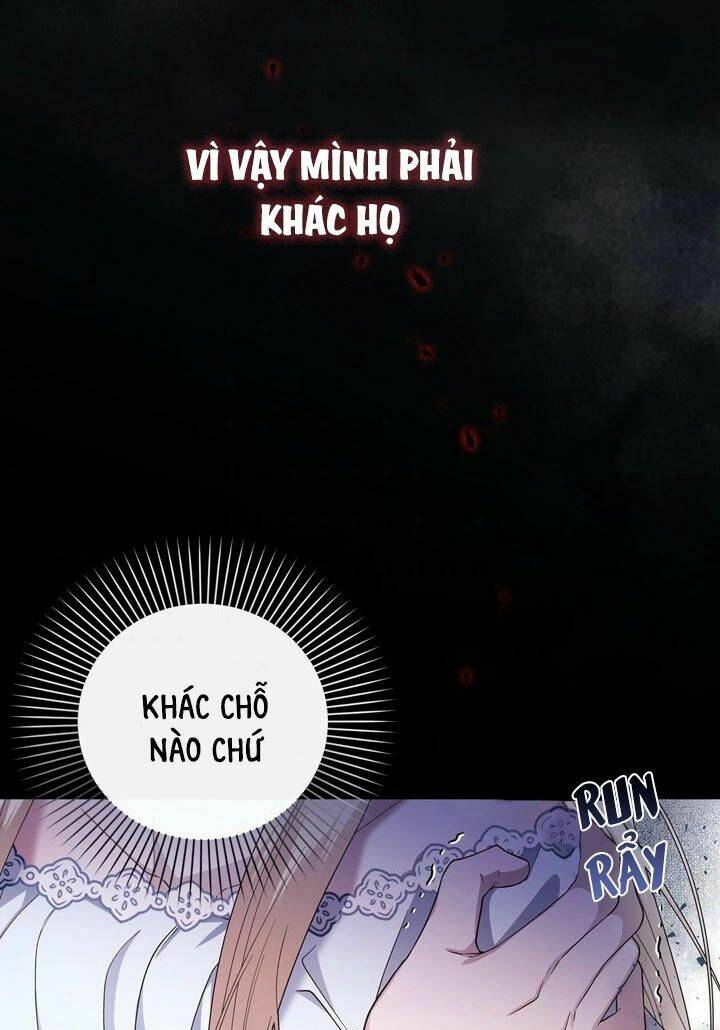 VÌ VẬY MÌNH PHẢI
KHÁC HỌ
KHÁC CHỖ
NÀO CHỨ
RUN
RẨY